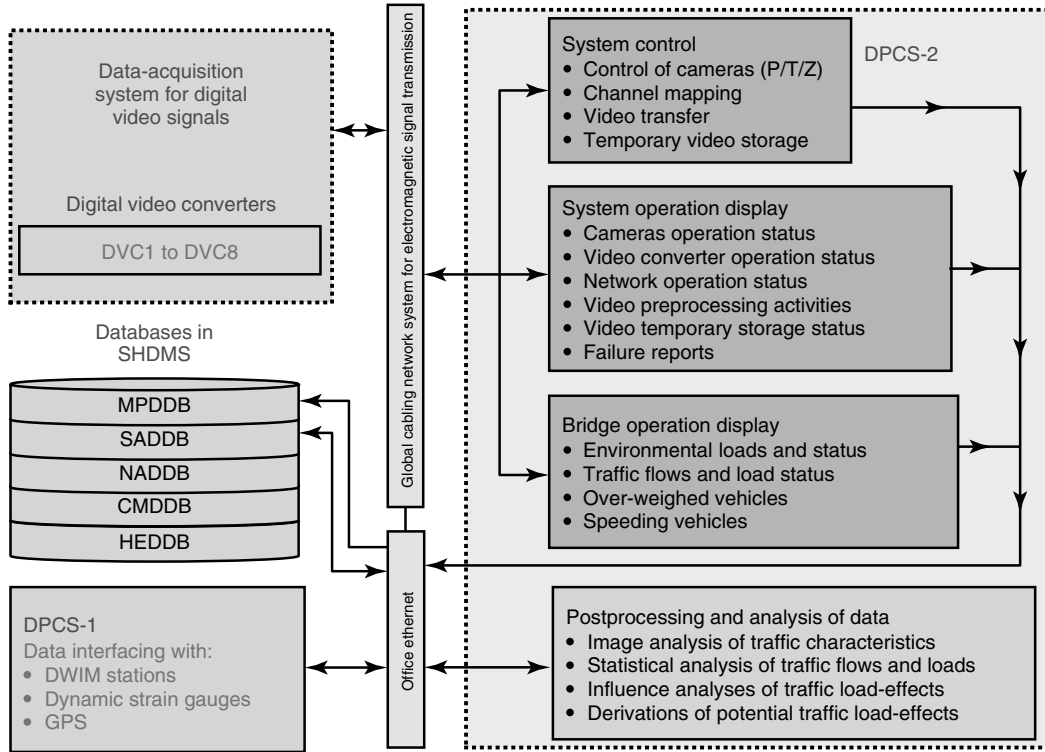 Data-acquisition
system for digital
video signals
Digital video converters
DVC1 to DVC8
Databases in
SHDMS
MPDDB
SADDB
NADDB
CMDDB
HEDDB
DPCS-1
Data interfacing with:
• DWIM stations
• Dynamic strain gauges
• GPS
Global cabling network system for electromagnetic signal transmission
Office ethernet
DPCS-2
System control
• Control of cameras (P/T/Z)
• Channel mapping
• Video transfer
• Temporary video storage
System operation display
• Cameras operation status
• Video converter operation status
• Network operation status
• Video preprocessing activities
• Video temporary storage status
• Failure reports
Bridge operation display
• Environmental loads and status
• Traffic flows and load status
• Over-weighed vehicles
• Speeding vehicles
Postprocessing and analysis of data
• Image analysis of traffic characteristics
• Statistical analysis of traffic flows and loads
• Influence analyses of traffic load-effects
• Derivations of potential traffic load-effects